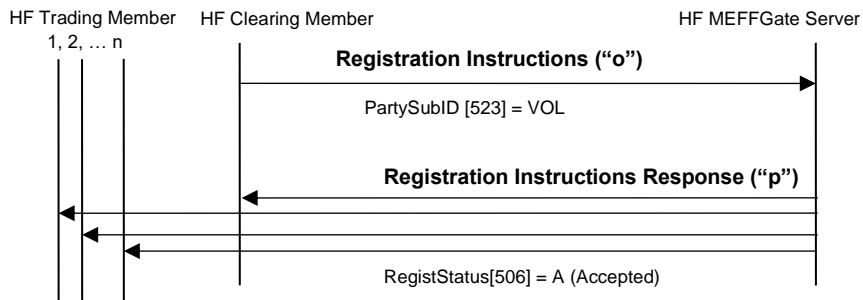 HF Trading Member
1, 2, … n
HF Clearing Member
HF MEFFGate Server
Registration Instructions (“o”)
PartySubID [523] = VOL
Registration Instructions Response (“p”)
RegistStatus[506] = A (Accepted)